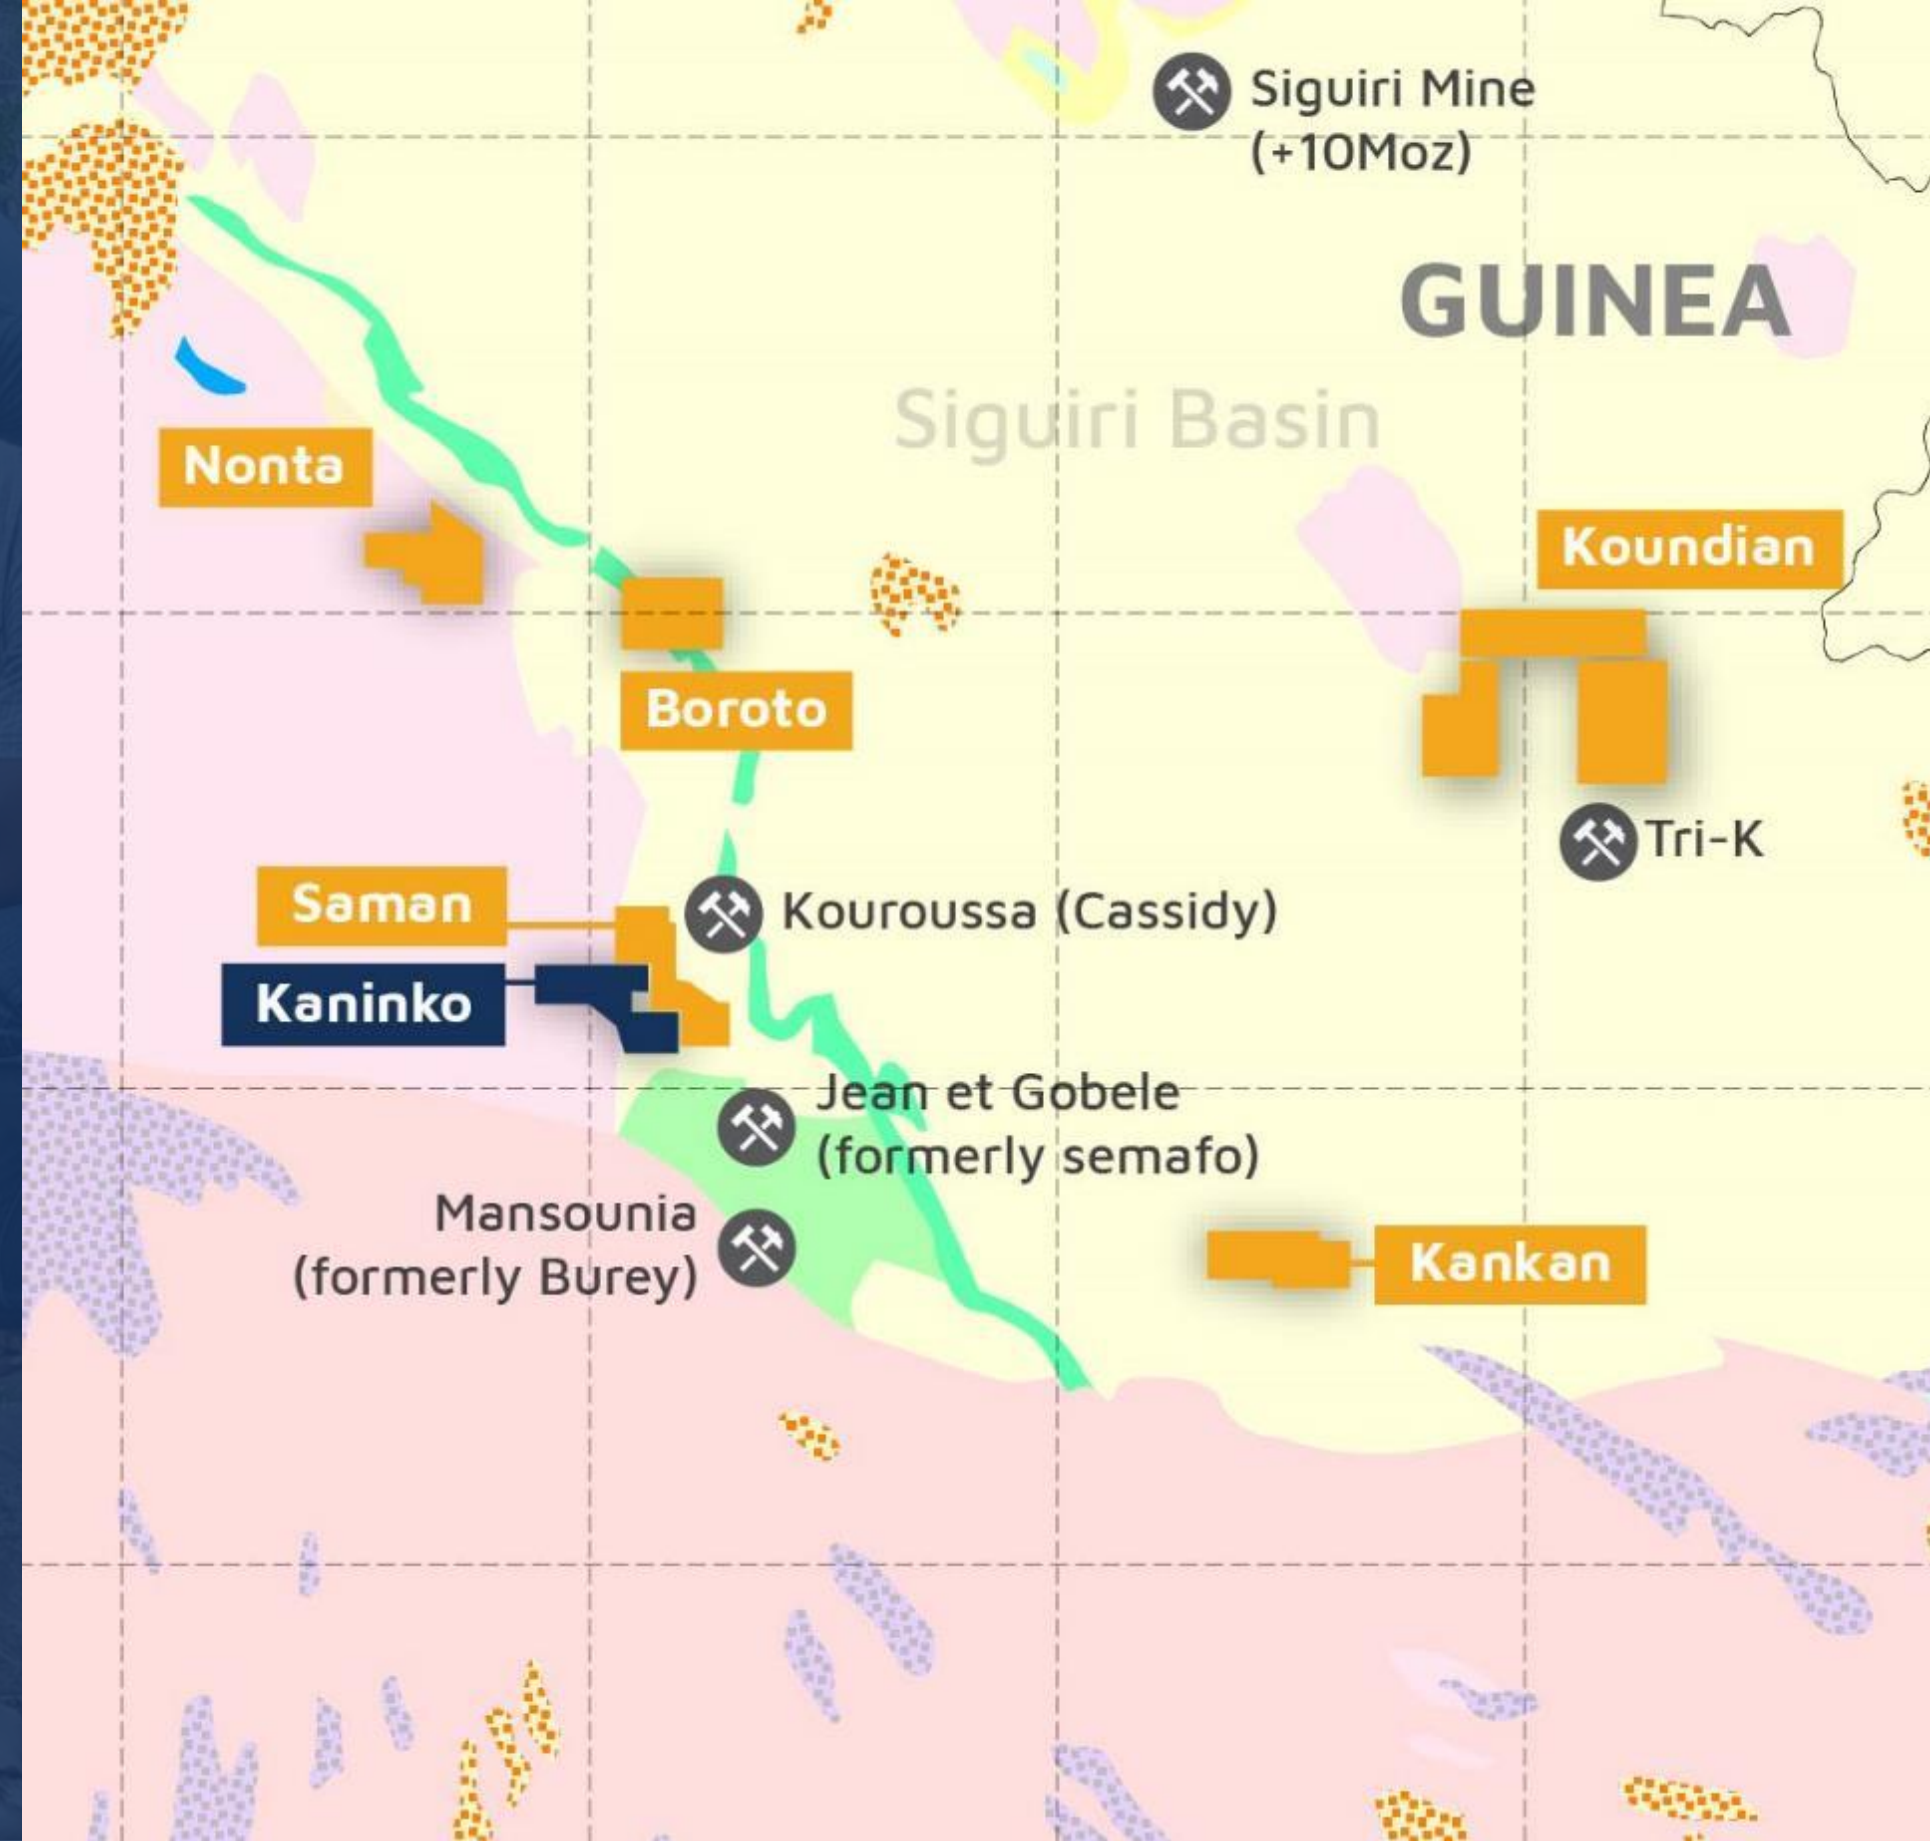 Siguiri Mine
(+10Moz)
GUINEA
Siguiri Basin
Nonta
Koundian
Boroto
Tri-K
Saman
Kouroussa (Cassidy)
Kaninko
Jean et Gobele
(formerly semafo)
Mansounia
(formerly Burey)
Kankan